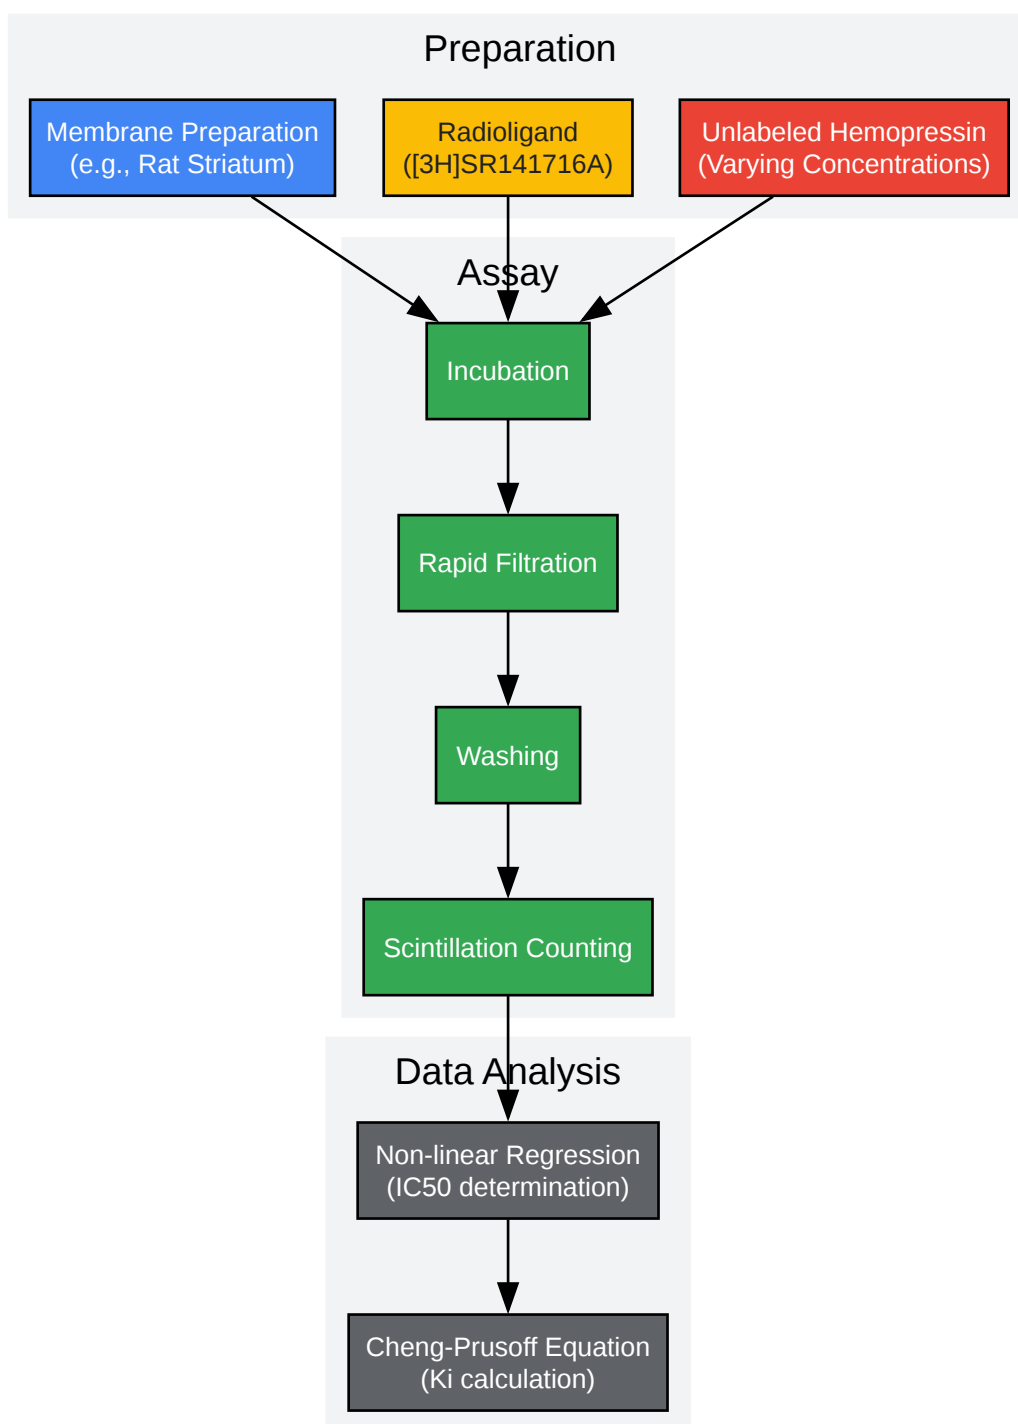 Preparation
Membrane Preparation
(e.g., Rat Striatum)
Radioligand
([3H]SR141716A)
Unlabeled Hemopressin
(Varying Concentrations)
Assay
Incubation
Rapid Filtration
Washing
Scintillation Counting
Data Analysis
Non-linear Regression
(IC50 determination)
Cheng-Prusoff Equation
(Ki calculation)